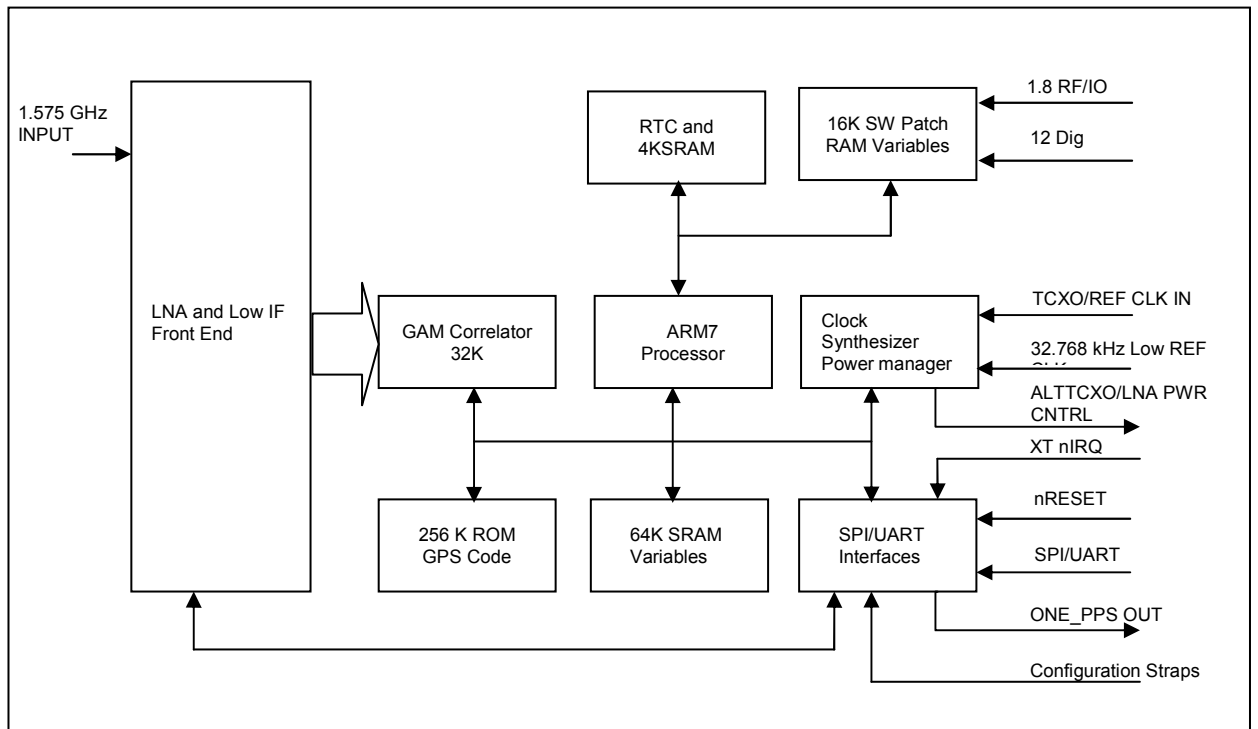 1.575 GHz
INPUT
LNA and Low IF
Front End
RTC and
4KSRAM
16K SW Patch
RAM Variables
1.8 RF/IO
12 Dig
GAM Correlator
32K
ARM7
Processor
Clock
Synthesizer
Power manager
TCXO/REF CLK IN
32.768 kHz Low REF
ALTTCXO/LNA PWR
CNTRL
XT nIRQ
256 K ROM
GPS Code
64K SRAM
Variables
SPI/UART
Interfaces
nRESET
SPI/UART
ONE_PPS OUT
Configuration Straps